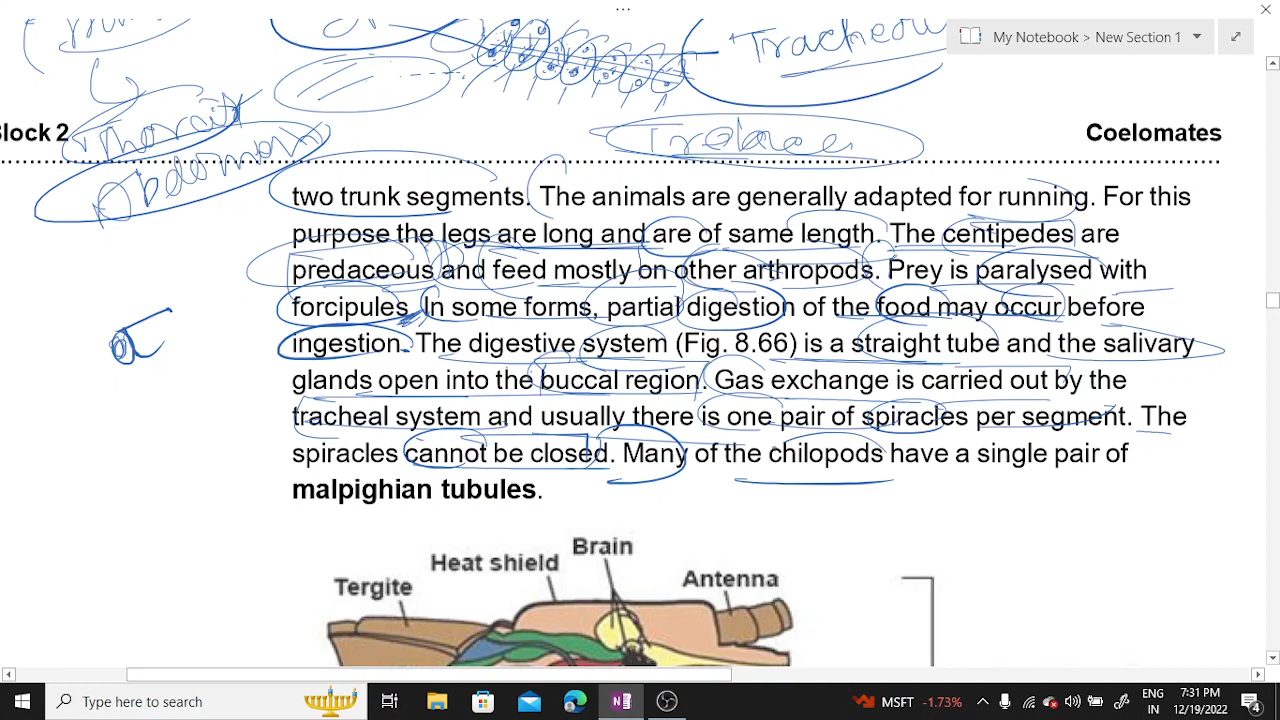 ...
My Notebook > New Section 1
Tracheou
Thoracic
Abdomen
Block 2
Coelomates
two trunk segments. The animals are generally adapted for running. For this
purpose the legs are long and are of same length. The centipedes are
predaceous and feed mostly on other arthropods. Prey is paralysed with
forcipules. In some forms, partial digestion of the food may occur before
ingestion. The digestive system (Fig. 8.66) is a straight tube and the salivary
glands open into the buccal region. Gas exchange is carried out by the
tracheal system and usually there is one pair of spiracles per segment. The
spiracles cannot be closed. Many of the chilopods have a single pair of
malpighian tubules.
Brain
Heat shield
Antenna
Tergite
Type here to search
MSFT -1.73%
ENG
IN
7:31 PM
12/19/2022
4